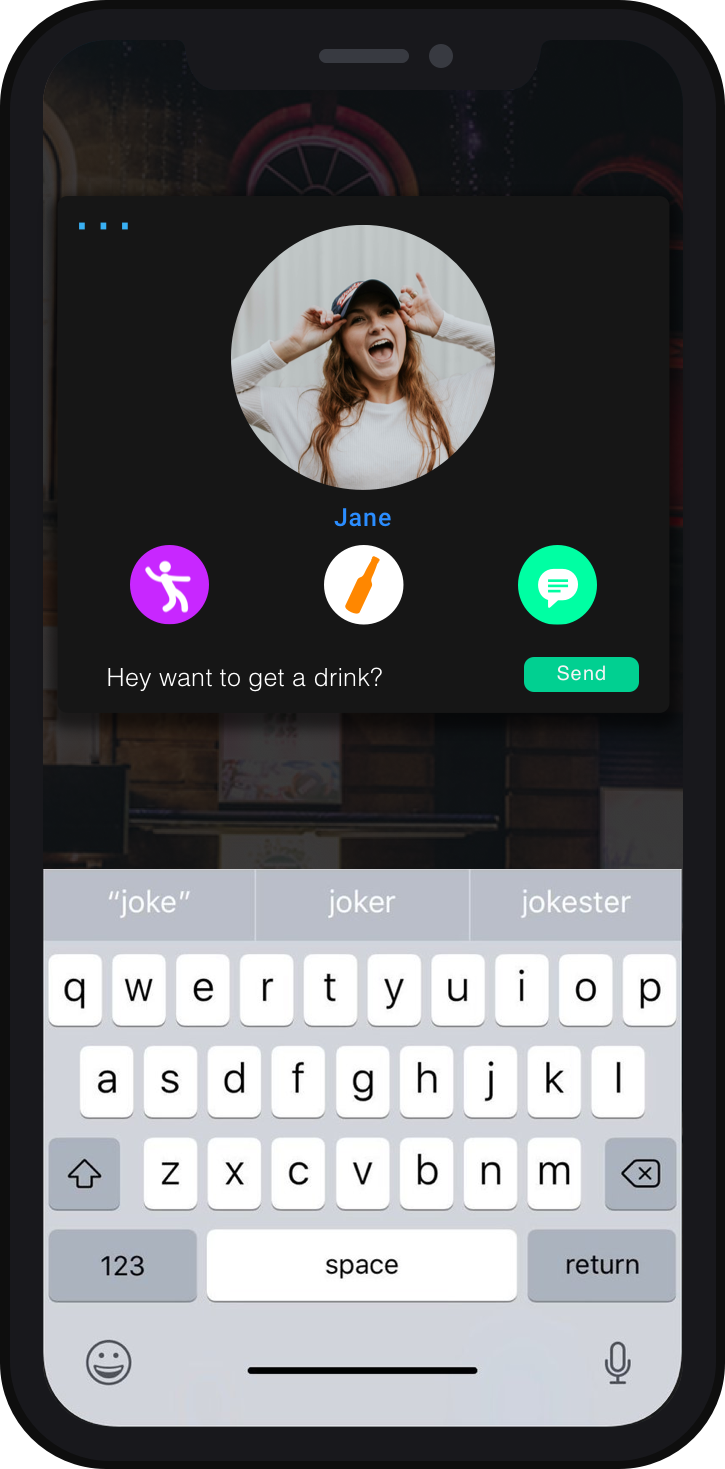 Jane
Hey want to get a drink?
Send
“joke”
joker
jokester
q w e r t y u i o p
a s d f g h j k l
z x c v b n m
123
space
return